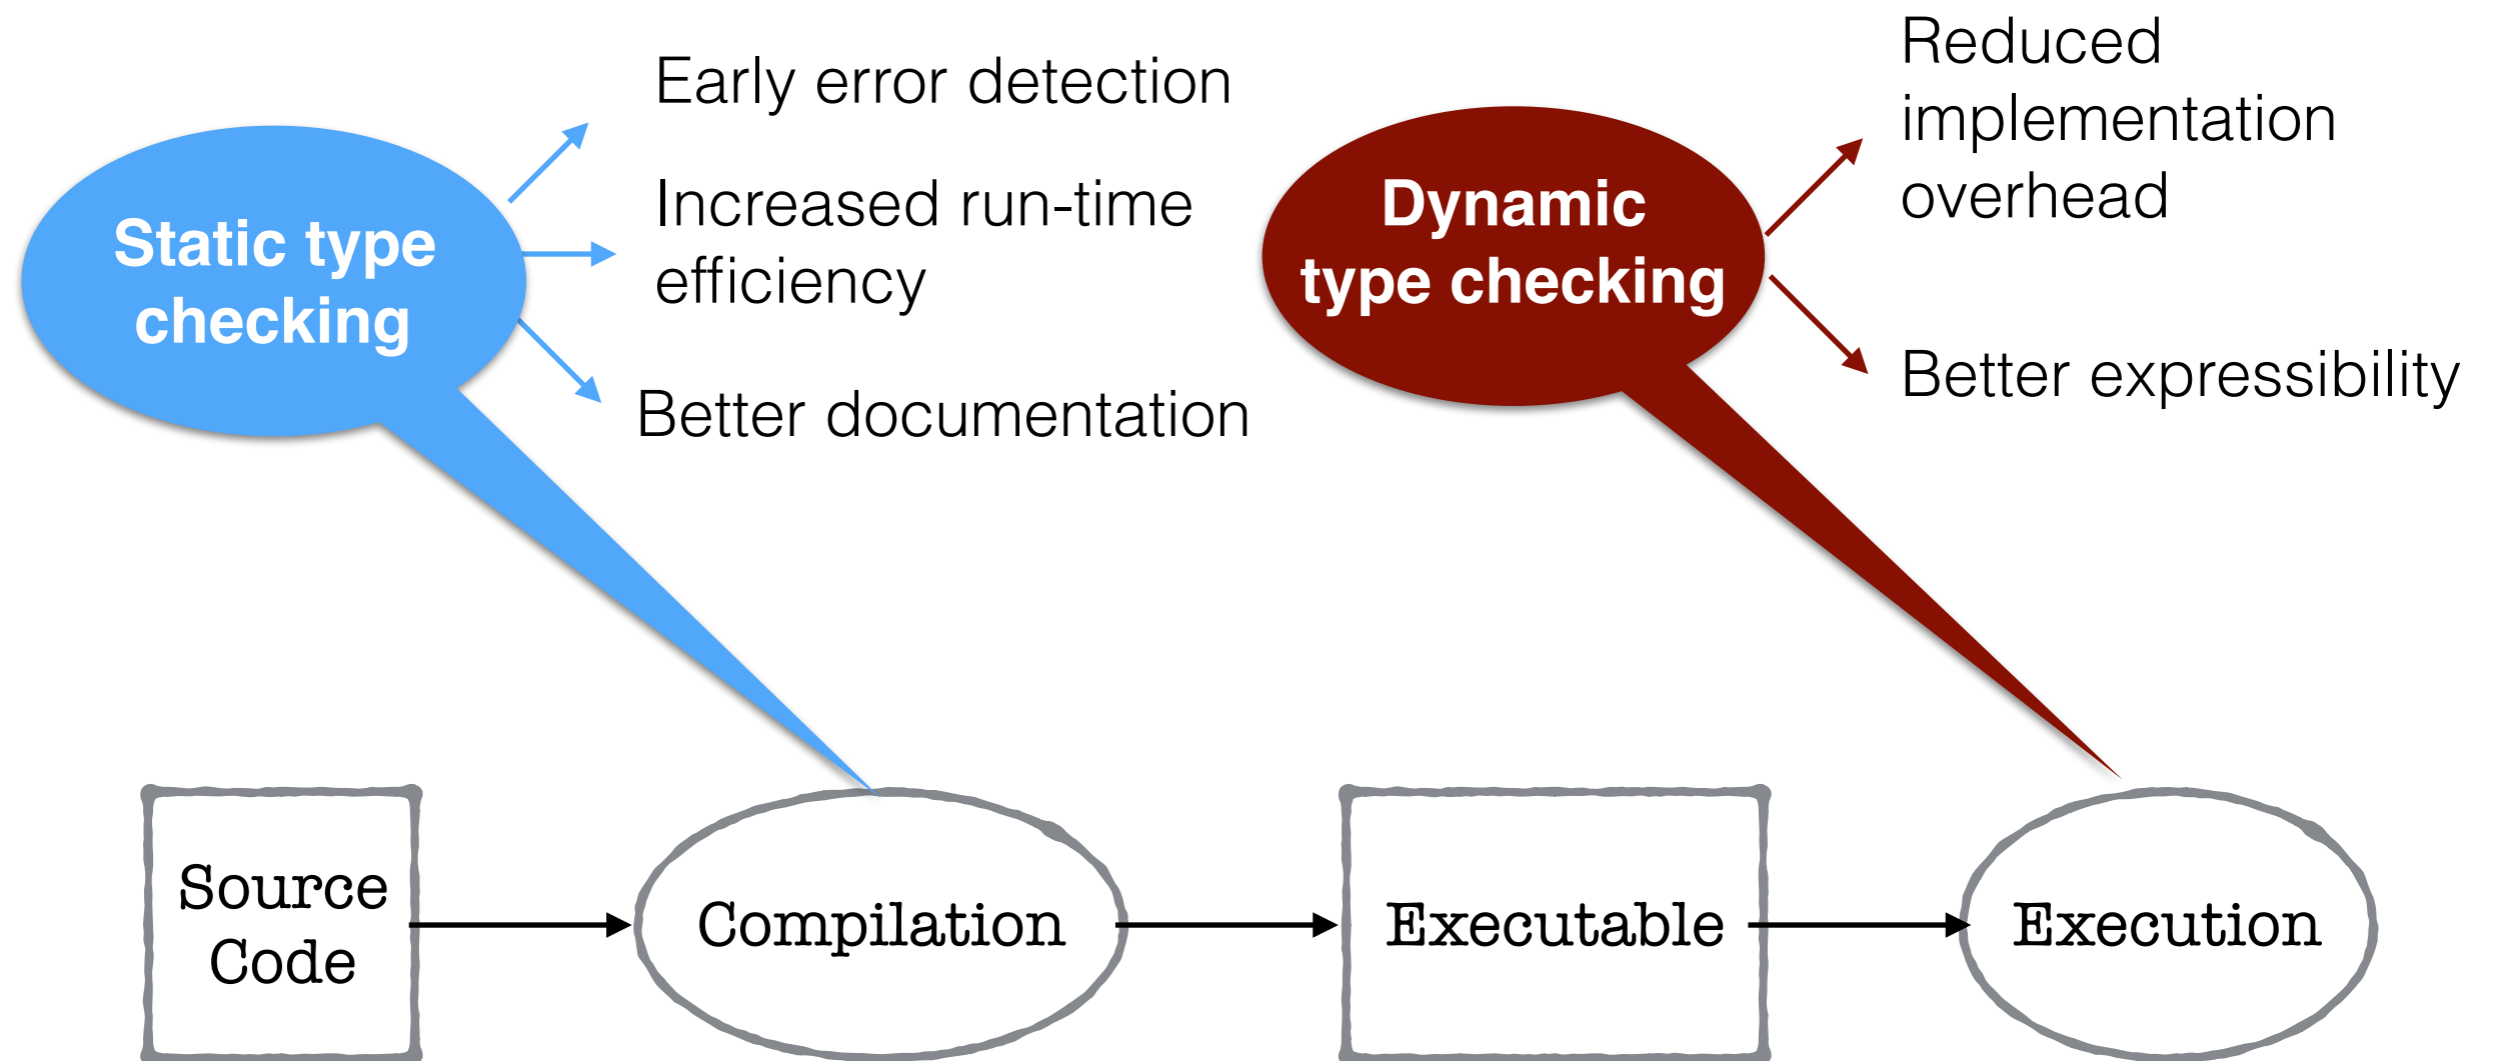 Static type
checking
Early error detection
Increased run-time
efficiency
Better documentation
Dynamic
type checking
Reduced
implementation
overhead
Better expressibility
Source
Code
Compilation
Executable
Execution